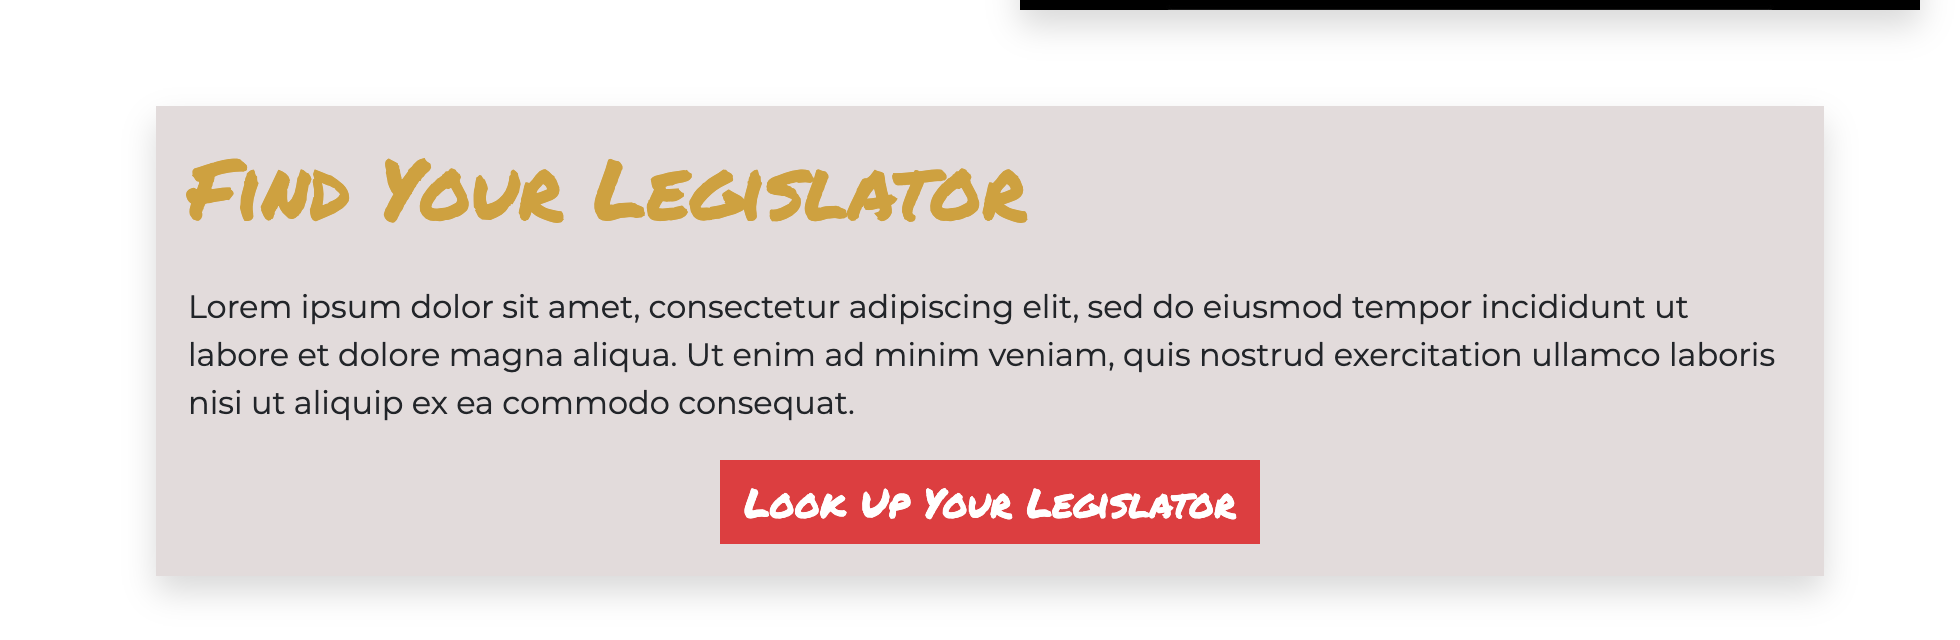 Find Your Legislator
Lorem ipsum dolor sit amet, consectetur adipiscing elit, sed do eiusmod tempor incididunt ut
labore et dolore magna aliqua. Ut enim ad minim veniam, quis nostrud exercitation ullamco laboris
nisi ut aliquip ex ea commodo consequat.
Look Up Your Legislator